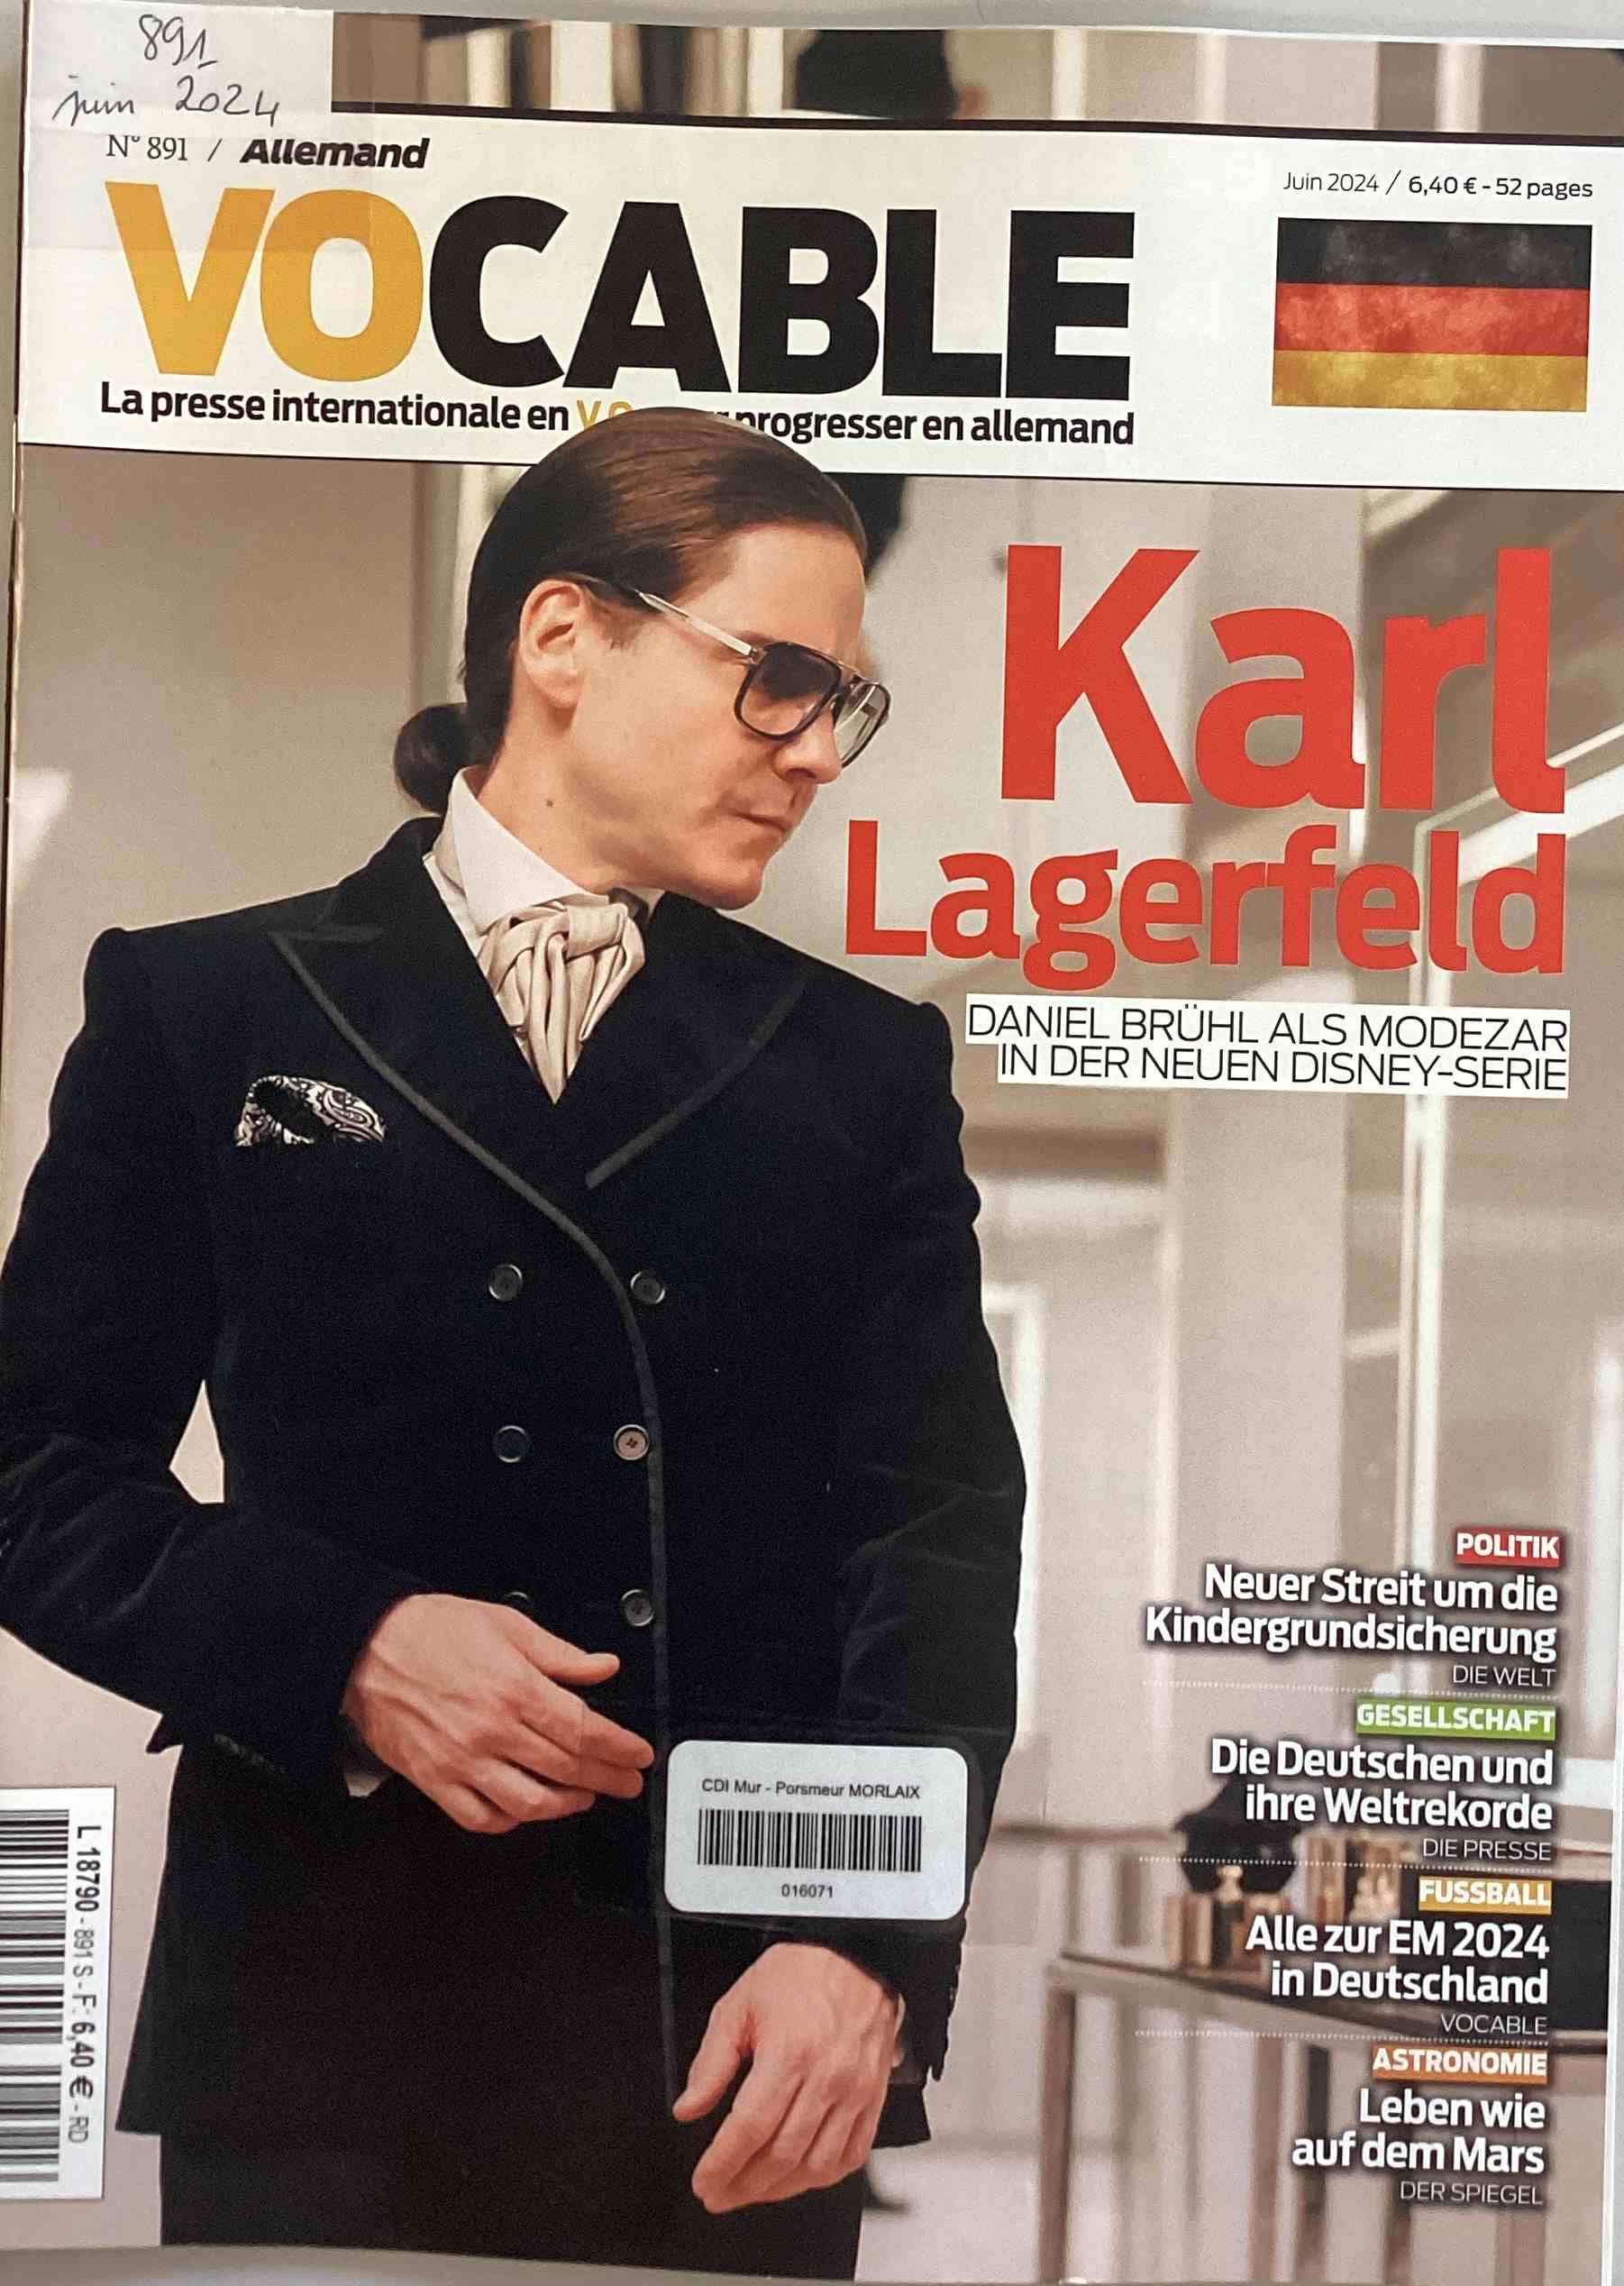 891
juin 2024
N° 891 / Allemand
Juin 2024 / 6,40 € - 52 pages
VOCABLE
La presse internationale en progresser en allemand
Karl
Lagerfeld
DANIEL BRÜHL ALS MODEZAR
IN DER NEUEN DISNEY-SERIE
POLITIK
Neuer Streit um die
Kindergrundsicherung
DIE WELT
GESELLSCHAFT
Die Deutschen und
ihre Weltrekorde
DIE PRESSE
FUSSBALL
Alle zur EM 2024
in Deutschland
VOCABLE
ASTRONOMIE
Leben wie
auf dem Mars
DER SPIEGEL
CDI Mur - Porsmeur MORLAIX
016071
L 18790 - 891 S - F: 6,40 € - RD